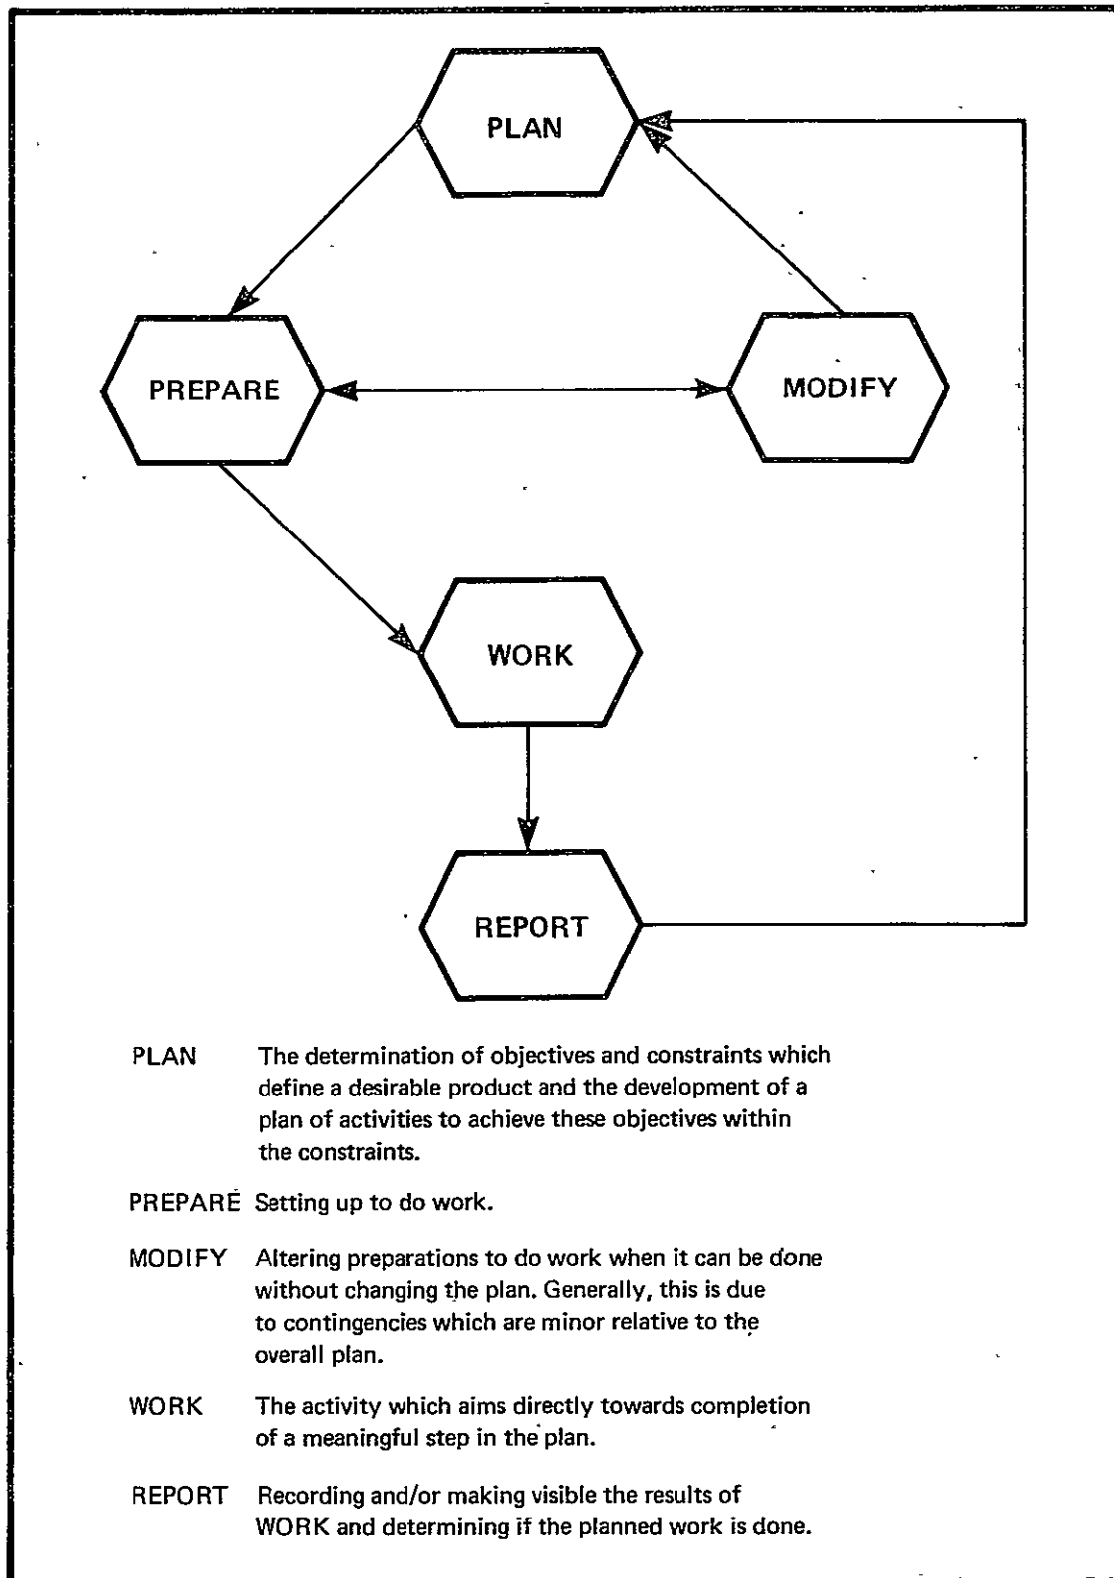 PLAN
PREPARE
MODIFY
WORK
REPORT
PLAN The determination of objectives and constraints which
define a desirable product and the development of a
plan of activities to achieve these objectives within
the constraints.
PREPARE Setting up to do work.
MODIFY Altering preparations to do work when it can be done
without changing the plan. Generally, this is due
to contingencies which are minor relative to the
overall plan.
WORK The activity which aims directly towards completion
of a meaningful step in the plan.
REPORT Recording and/or making visible the results of
WORK and determining if the planned work is done.